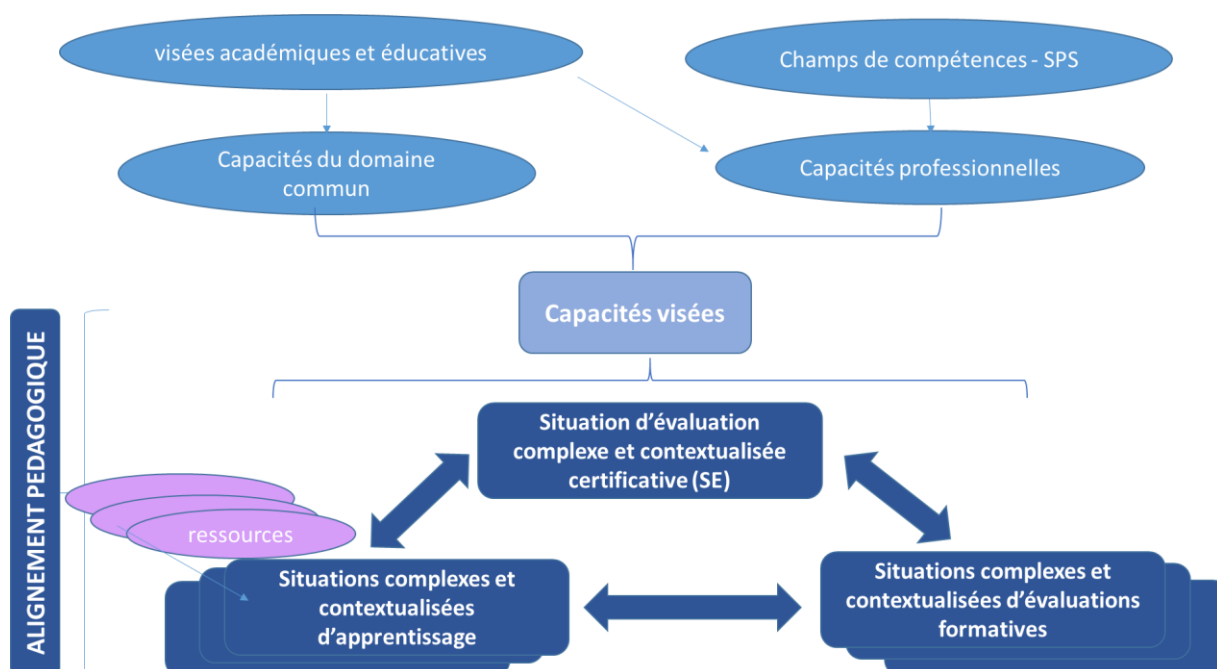 visées académiques et éducatives
Champs de compétences - SPS
Capacités du domaine
commun
Capacités professionnelles
Capacités visées
ALIGNEMENT PEDAGOGIQUE
Situation d'évaluation
complexe et contextualisée
certificative (SE)
ressources
Situations complexes et
contextualisées
d'apprentissage
Situations complexes et
contextualisées d'évaluations
formatives